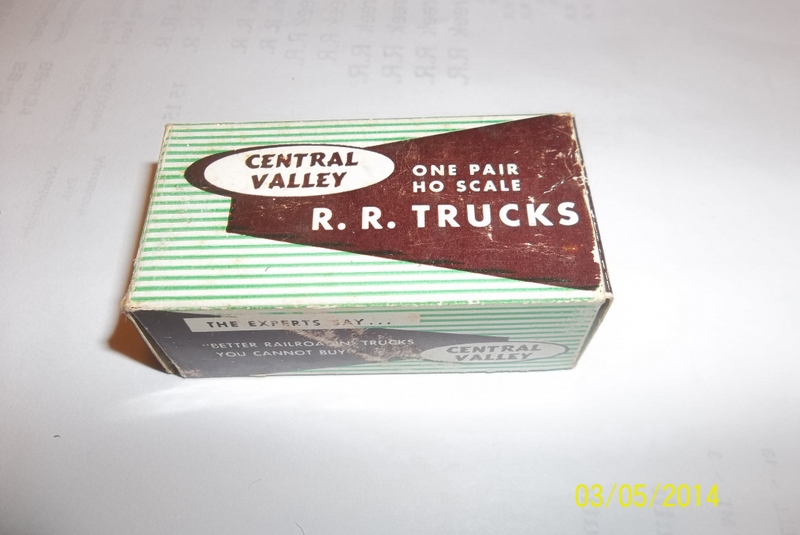 CENTRAL
VALLEY
ONE PAIR
HO SCALE
R. R. TRUCKS
THE EXPERTS SAY...
"BETTER RAILROADING TRUCKS
YOU CANNOT BUY"
CENTRAL
VALLEY
03/05/2014